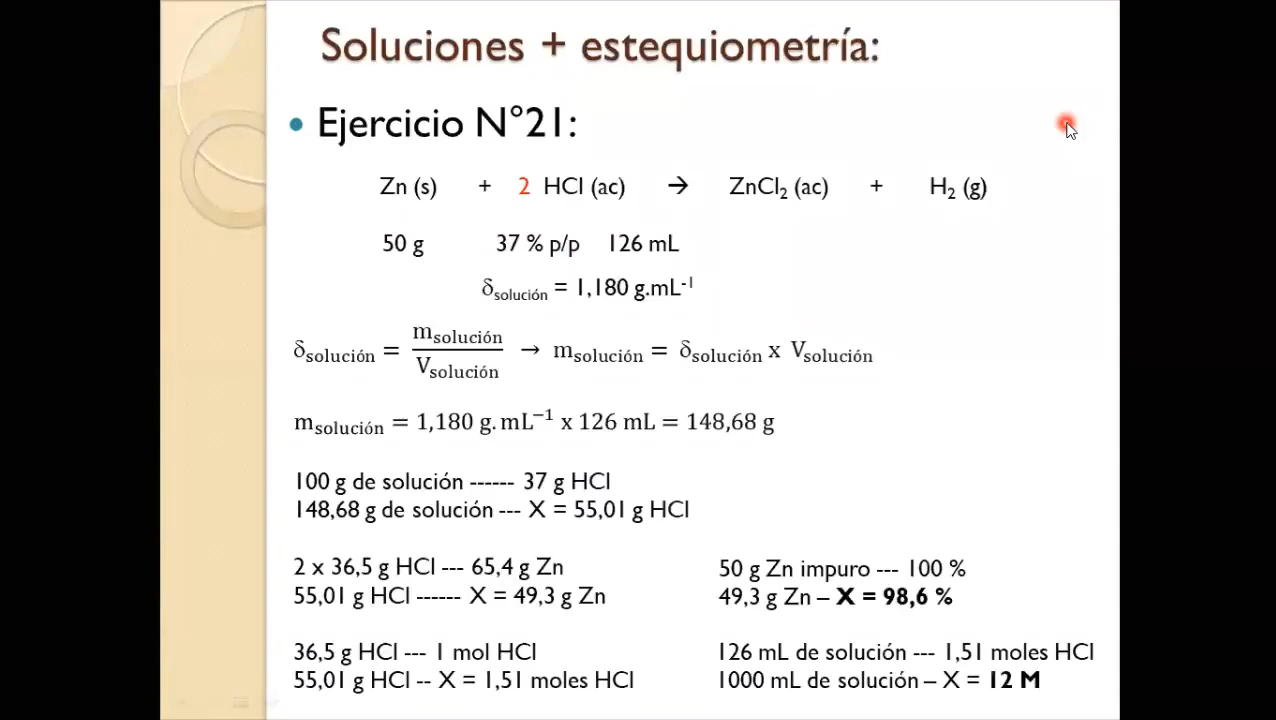 Soluciones + estequiometría:
• Ejercicio N°21:
Zn (s) + 2 HCl (ac) → ZnCl₂ (ac) + H₂ (g)
50 g 37 % p/p 126 mL
δsolución = 1,180 g.mL⁻¹
δsolución = msolución / Vsolución → msolución = δsolución x Vsolución
msolución = 1,180 g.mL⁻¹ x 126 mL = 148,68 g
100 g de solución ------ 37 g HCl
148,68 g de solución --- X = 55,01 g HCl
2 x 36,5 g HCl --- 65,4 g Zn
55,01 g HCl ------ X = 49,3 g Zn
50 g Zn impuro --- 100 %
49,3 g Zn – X = 98,6 %
36,5 g HCl --- 1 mol HCl
55,01 g HCl -- X = 1,51 moles HCl
126 mL de solución --- 1,51 moles HCl
1000 mL de solución – X = 12 M